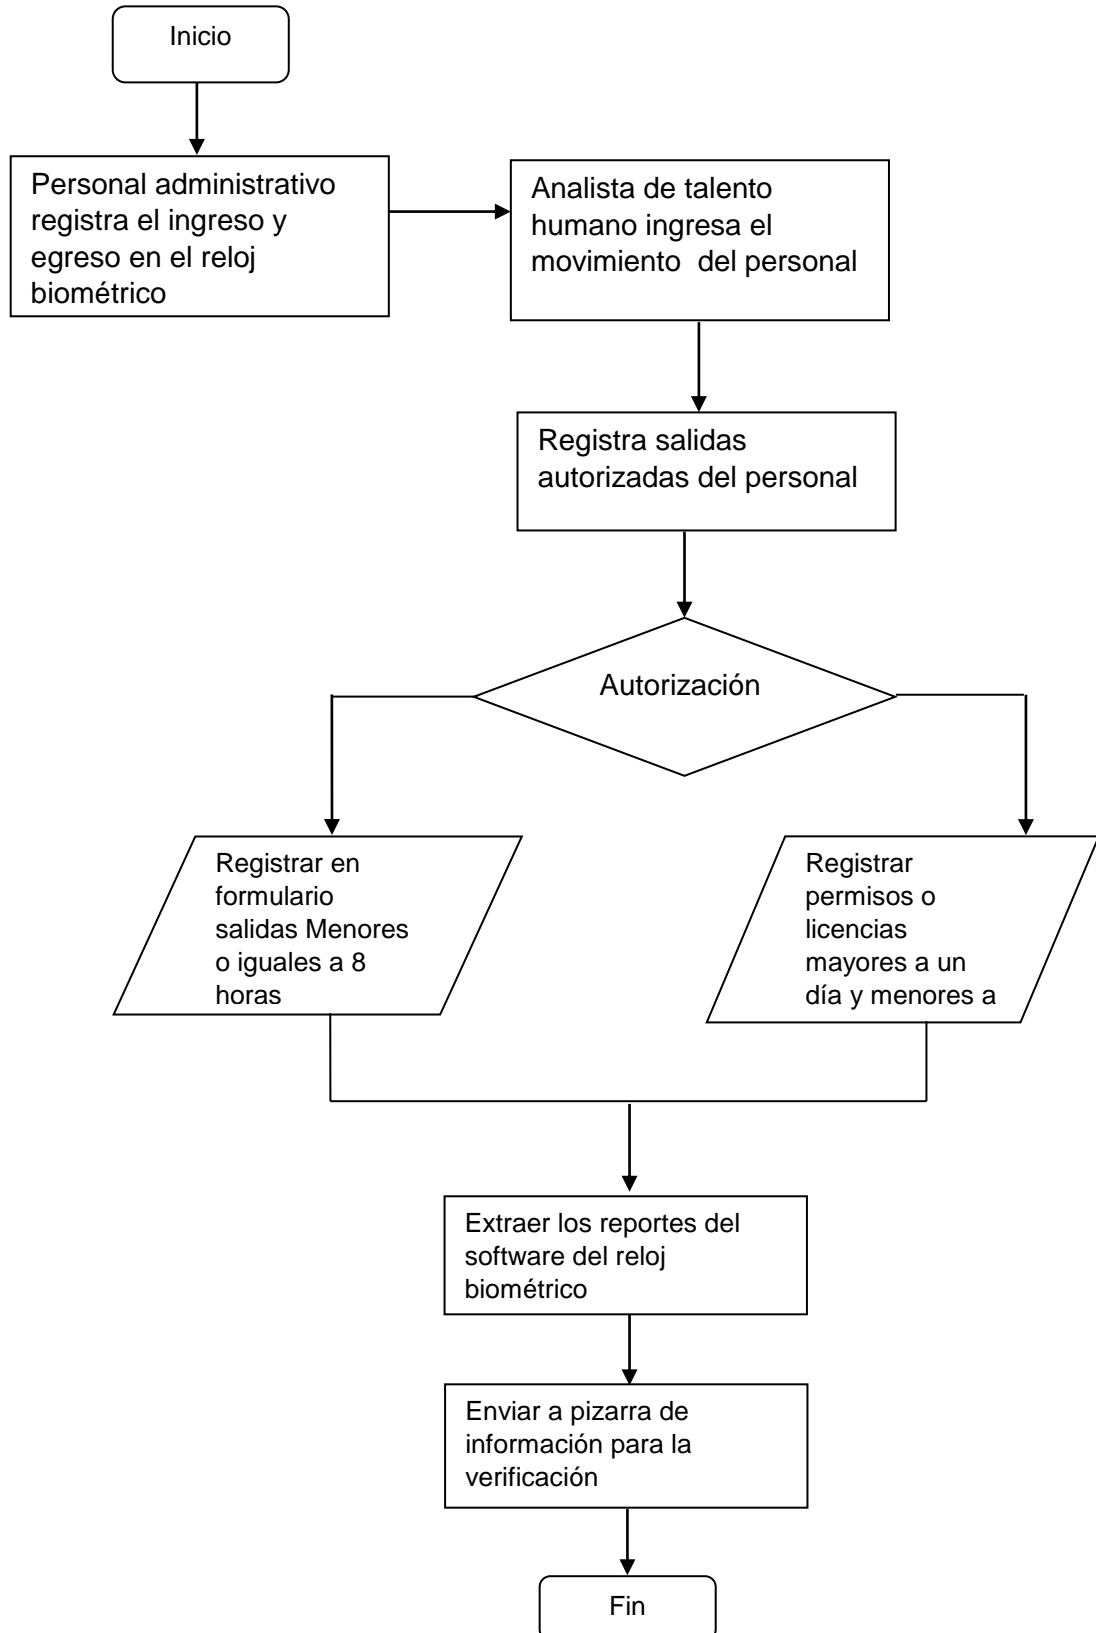 Inicio
Personal administrativo
registra el ingreso y
egreso en el reloj
biométrico
Analista de talento
humano ingresa el
movimiento  del personal
Registra salidas
autorizadas del personal
Autorización
Registrar en
formulario
salidas Menores
o iguales a 8
horas
Registrar
permisos o
licencias
mayores a un
día y menores a
Extraer los reportes del
software del reloj
biométrico
Enviar a pizarra de
información para la
verificación
Fin